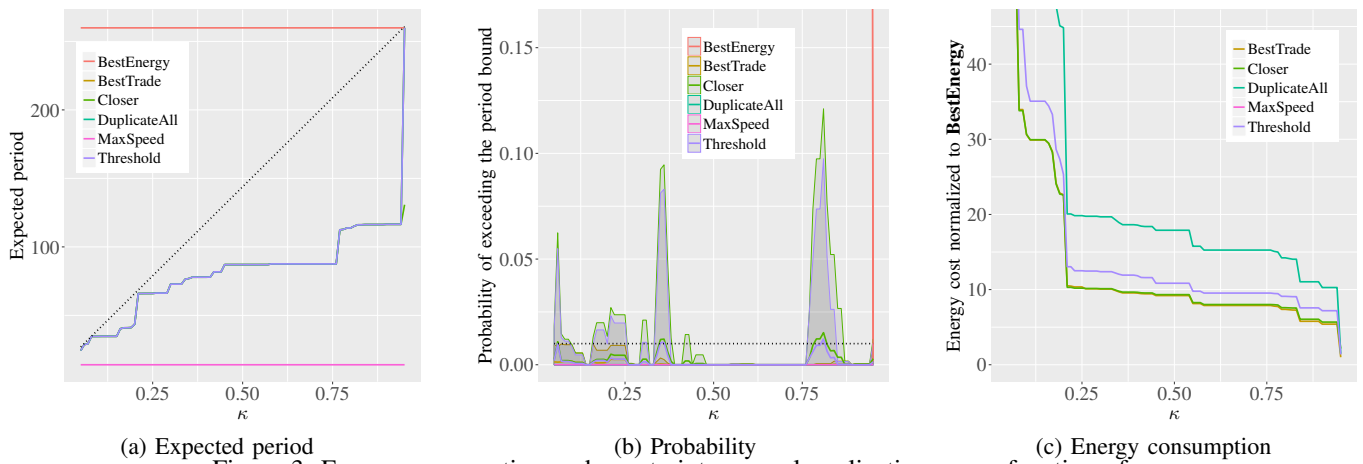 Expected period
200
100
0.25
0.50
0.75
κ
BestEnergy
BestTrade
Closer
DuplicateAll
MaxSpeed
Threshold
(a) Expected period
Probability of exceeding the period bound
0.15
0.10
0.05
0.00
0.25
0.50
0.75
κ
BestEnergy
BestTrade
Closer
DuplicateAll
MaxSpeed
Threshold
(b) Probability
Energy cost normalized to BestEnergy
40
30
20
10
0
0.25
0.50
0.75
κ
BestEnergy
BestTrade
Closer
DuplicateAll
MaxSpeed
Threshold
(c) Energy consumption